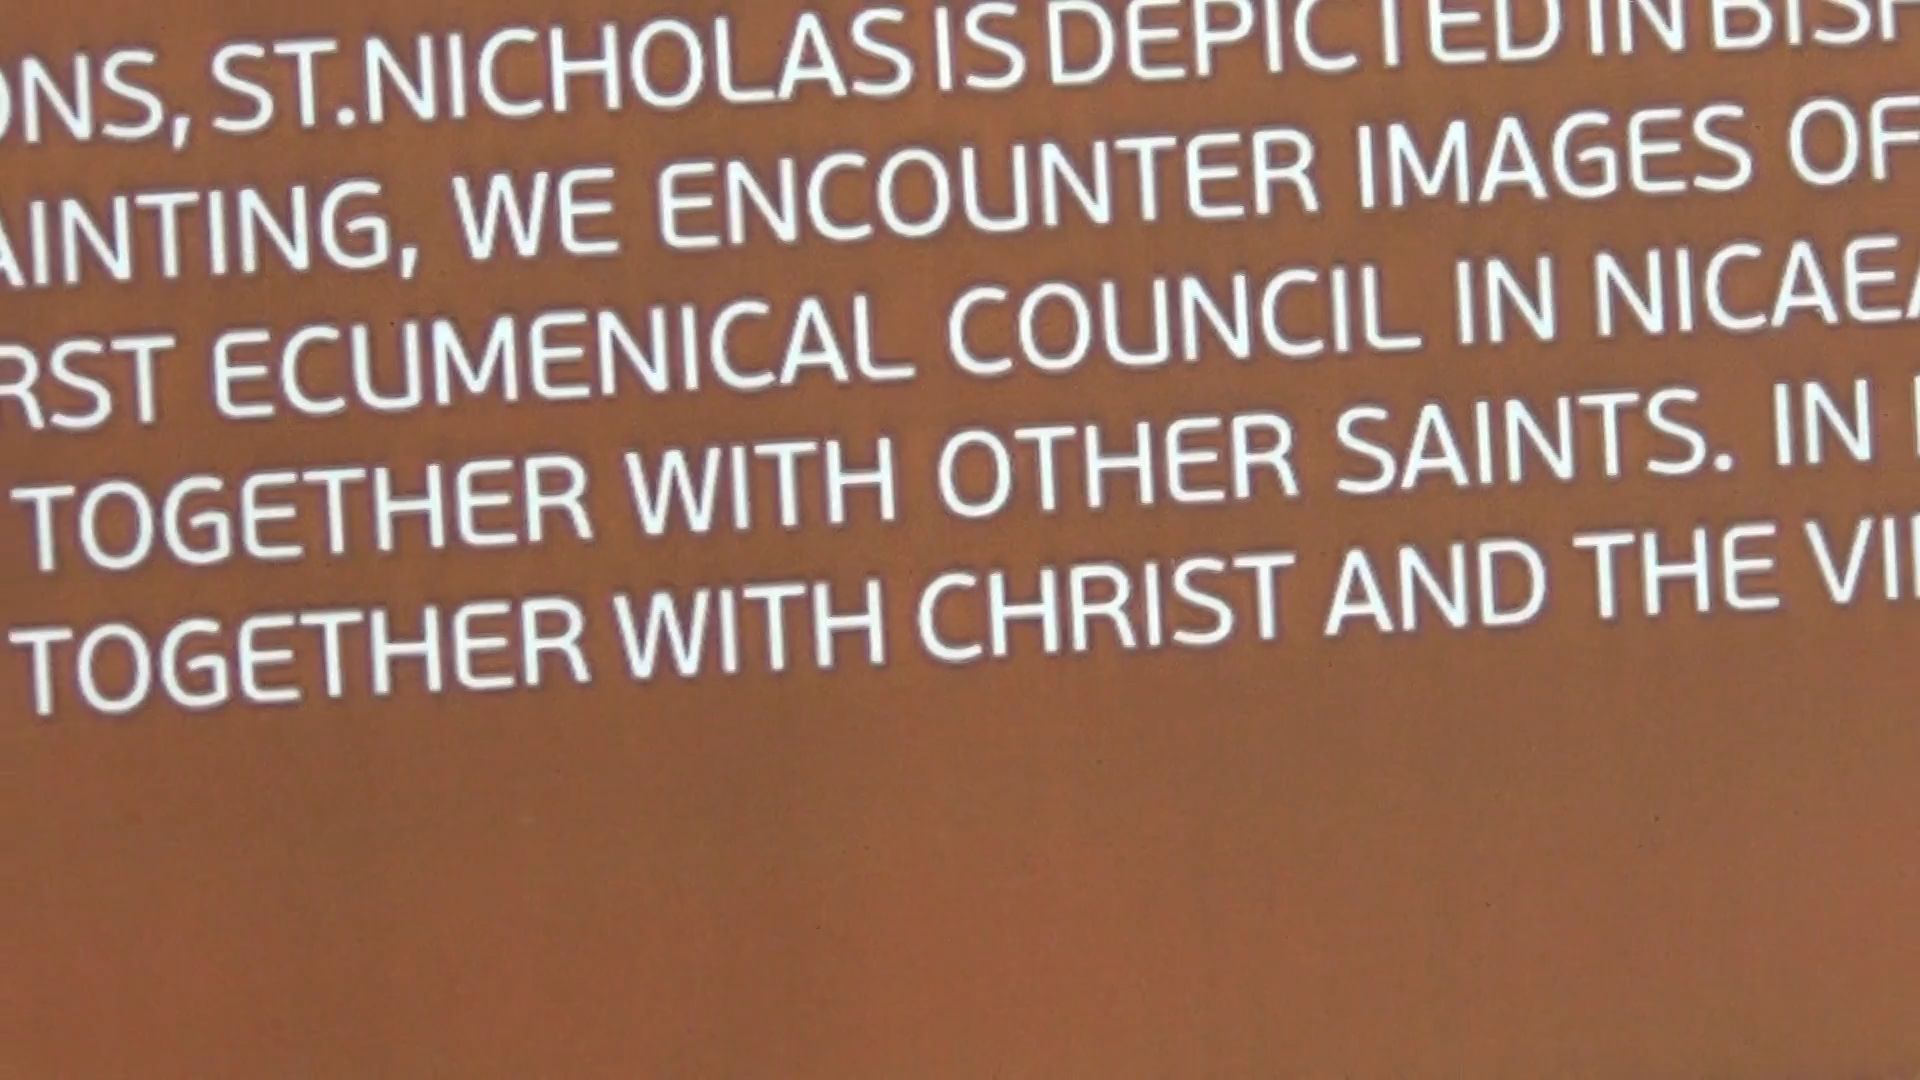 ONS, ST.NICHOLAS IS DEPICTED IN BISH
AINTING, WE ENCOUNTER IMAGES OF
RST ECUMENICAL COUNCIL IN NICAEA
TOGETHER WITH OTHER SAINTS. IN
TOGETHER WITH CHRIST AND THE VI